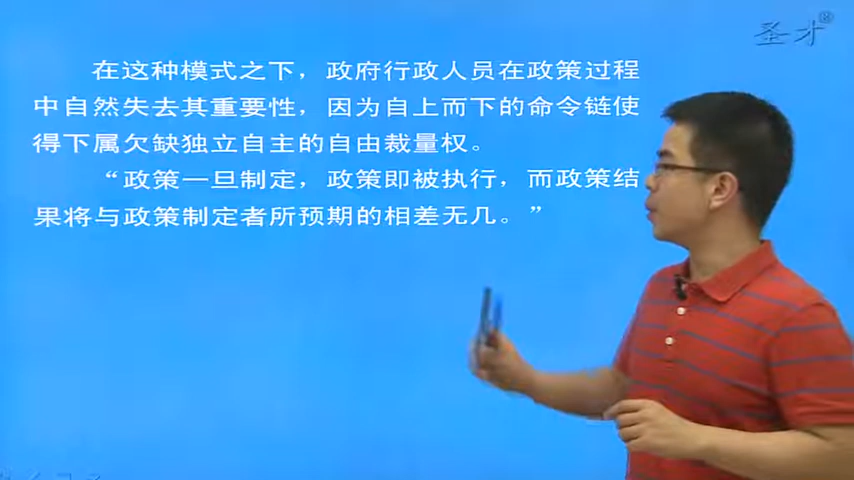 圣才®
在这种模式之下，政府行政人员在政策过程
中自然失去其重要性，因为自上而下的命令链使
得下属欠缺独立自主的自由裁量权。
“政策一旦制定，政策即被执行，而政策结
果将与政策制定者所预期的相差无几。”